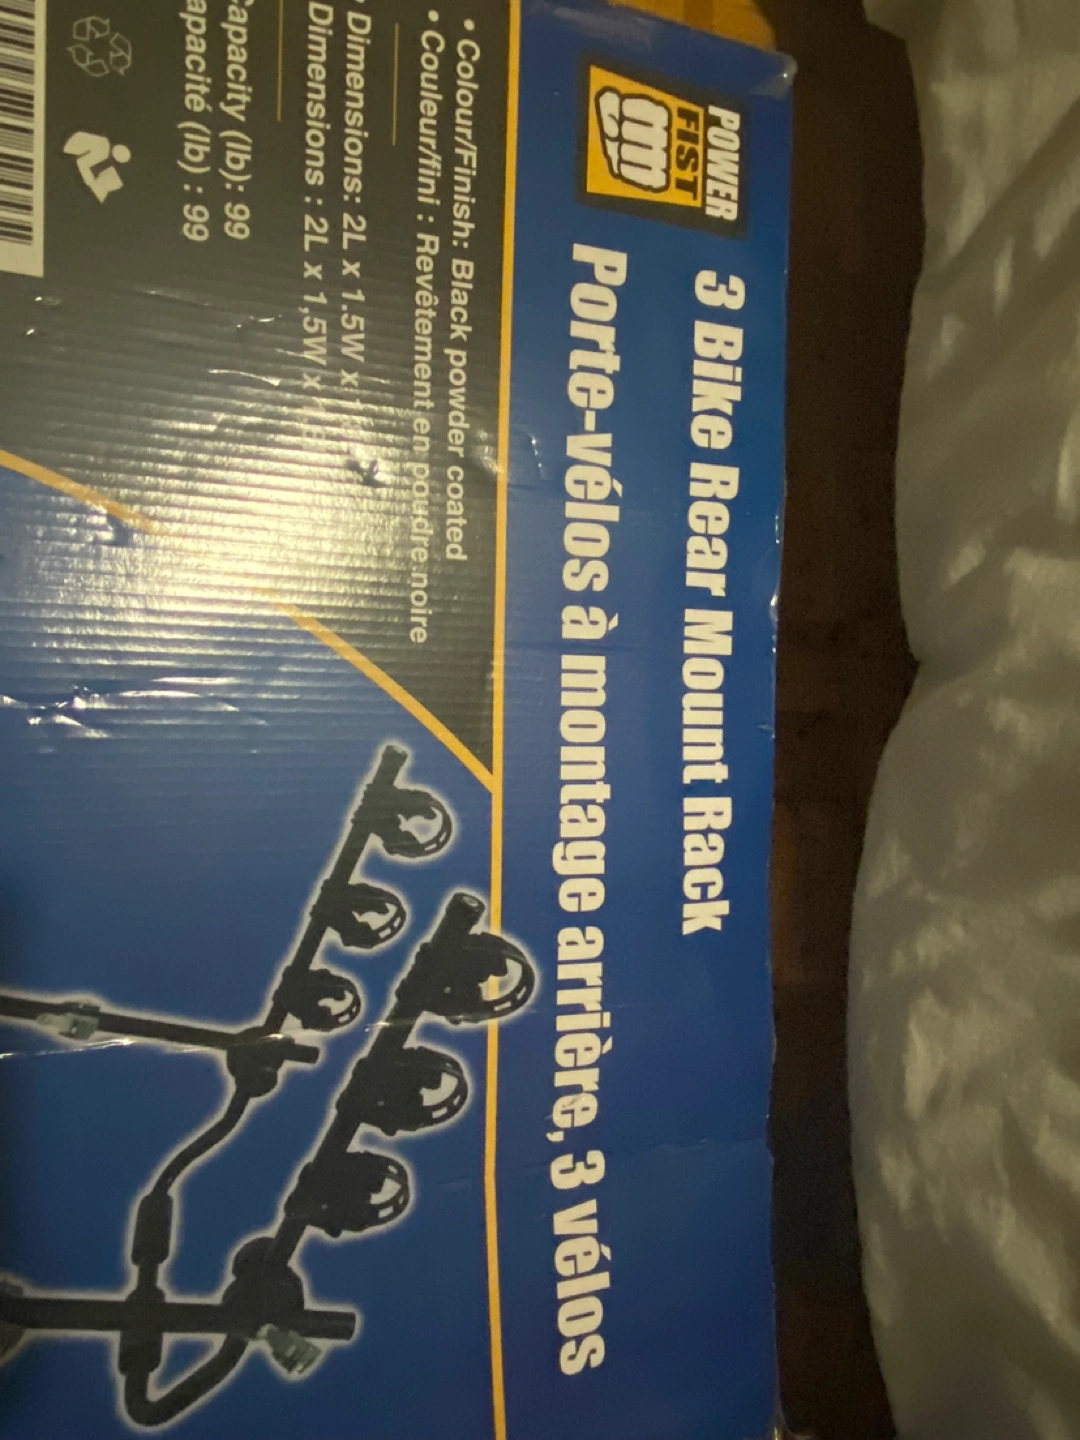 POWER
FIST
3 Bike Rear Mount Rack
Porte-vélos à montage arrière, 3 vélos
• Colour/Finish: Black powder coated
• Couleur/fini : Revêtement en poudre noire
Dimensions: 2L x 1.5W x
Dimensions : 2L x 1,5W x
Capacity (lb): 99
apacité (lb) : 99